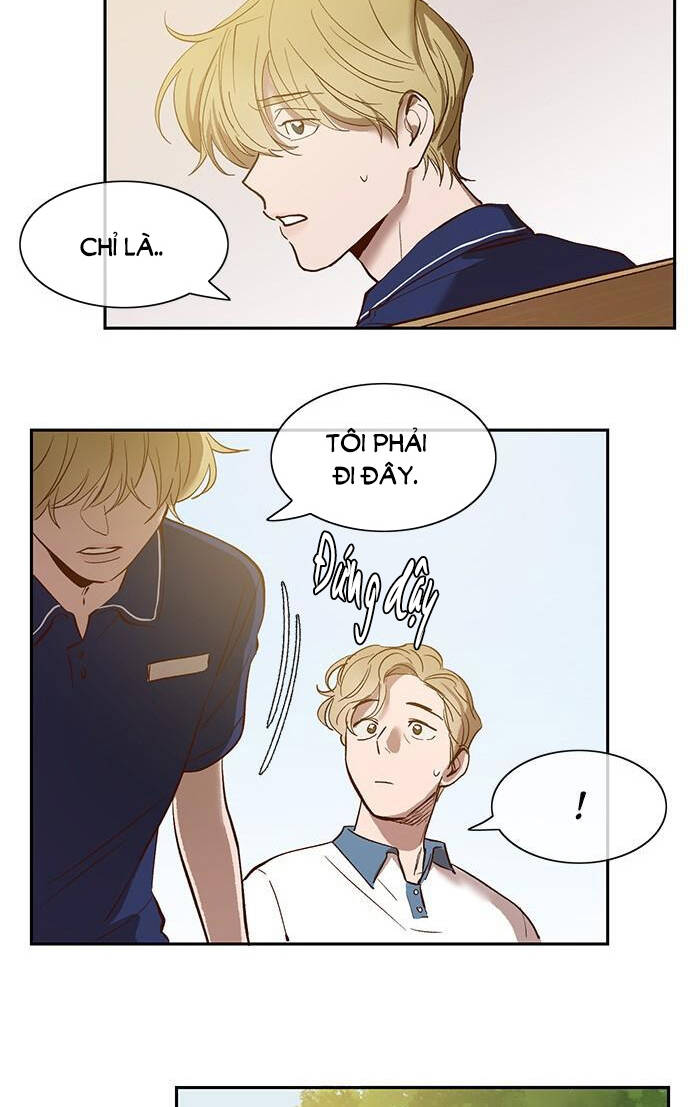 CHỈ LÀ..
TÔI PHẢI
ĐI ĐÂY.
Đứng dậy
!